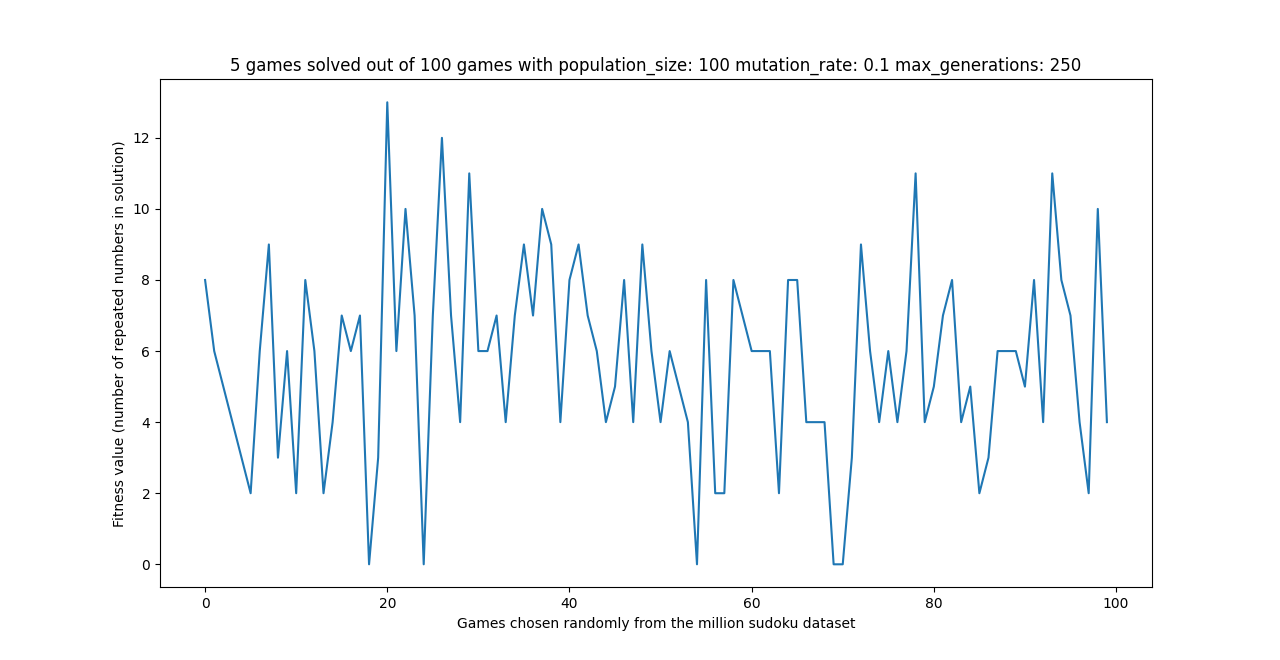 5 games solved out of 100 games with population_size: 100 mutation_rate: 0.1 max_generations: 250
Fitness value (number of repeated numbers in solution)
12
10
8
6
4
2
0
0 20 40 60 80 100
Games chosen randomly from the million sudoku dataset